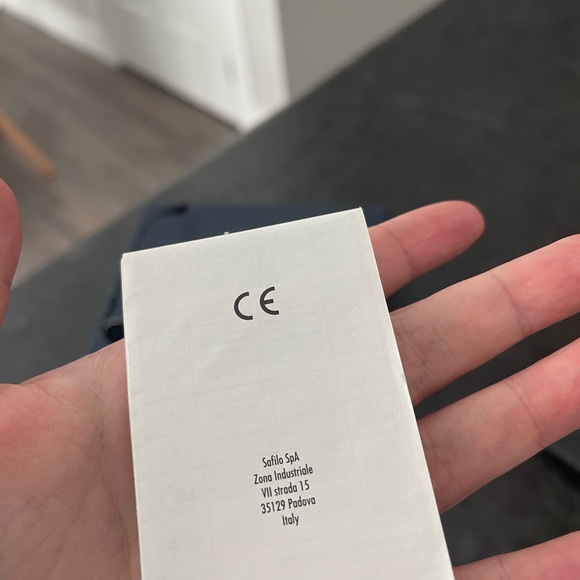 CE
Safilo SpA
Zona Industriale
VII strada 15
35129 Padova
Italy